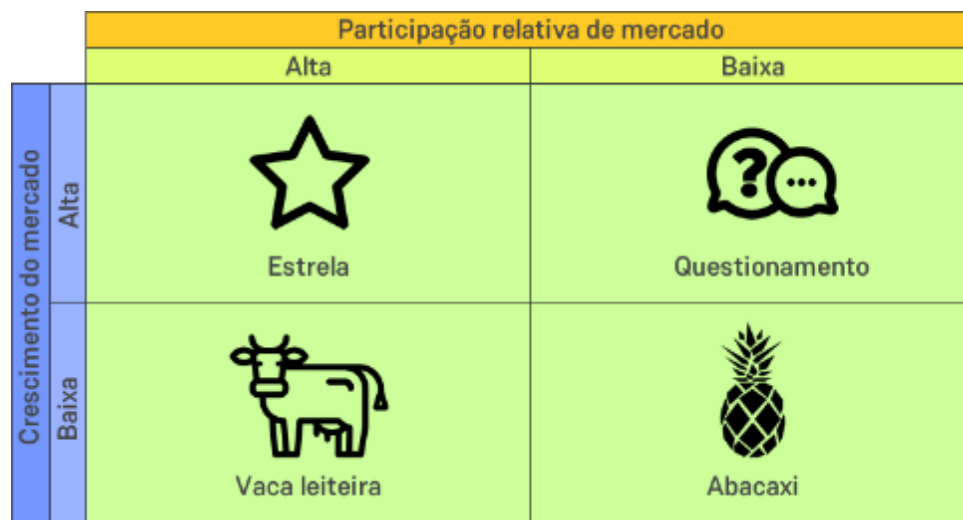 Participação relativa de mercado
Alta
Baixa
Crescimento do mercado
Alta
?
...
Estrela
Questionamento
Baixa
Vaca leiteira
Abacaxi